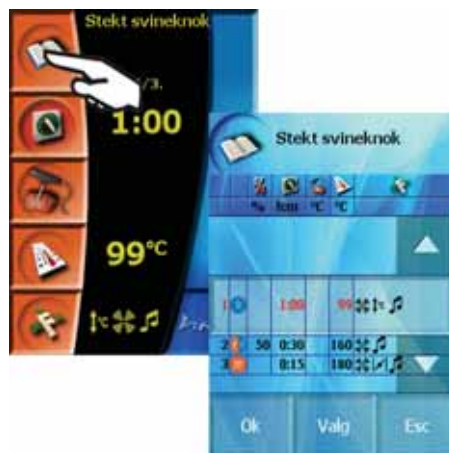 Stekt svineknok
/3.
1:00
99°C
Stekt svineknok
% h:m °C °C
1 1:00 99
2 50 0:30 160
3 0:15 180
Ok Valg Esc